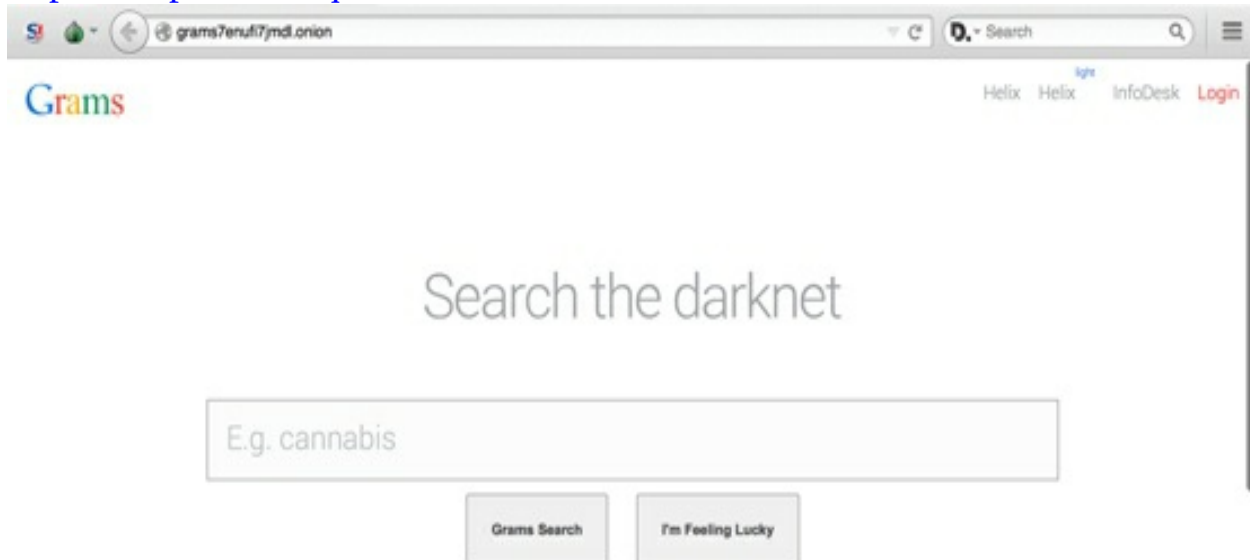 grams7enufi7jmdl.onion
Search
Grams
Helix Helix light InfoDesk Login
Search the darknet
E.g. cannabis
Grams Search I'm Feeling Lucky